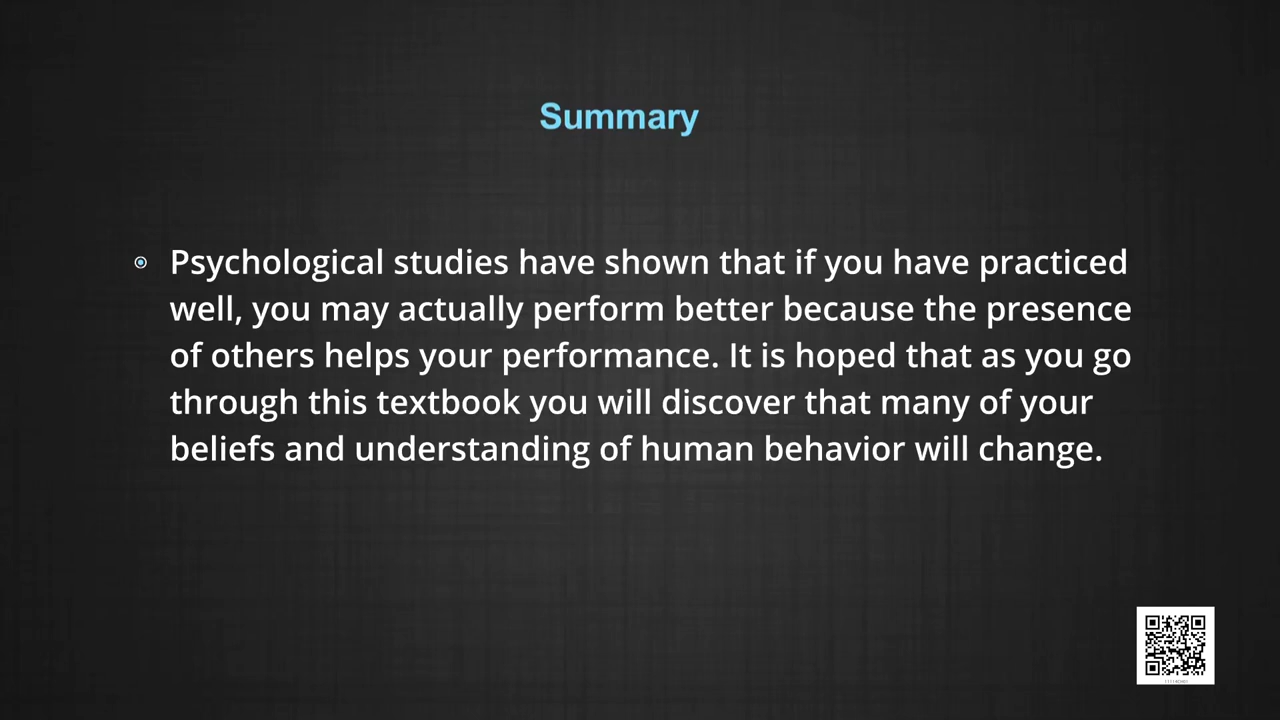 Summary
Psychological studies have shown that if you have practiced
well, you may actually perform better because the presence
of others helps your performance. It is hoped that as you go
through this textbook you will discover that many of your
beliefs and understanding of human behavior will change.